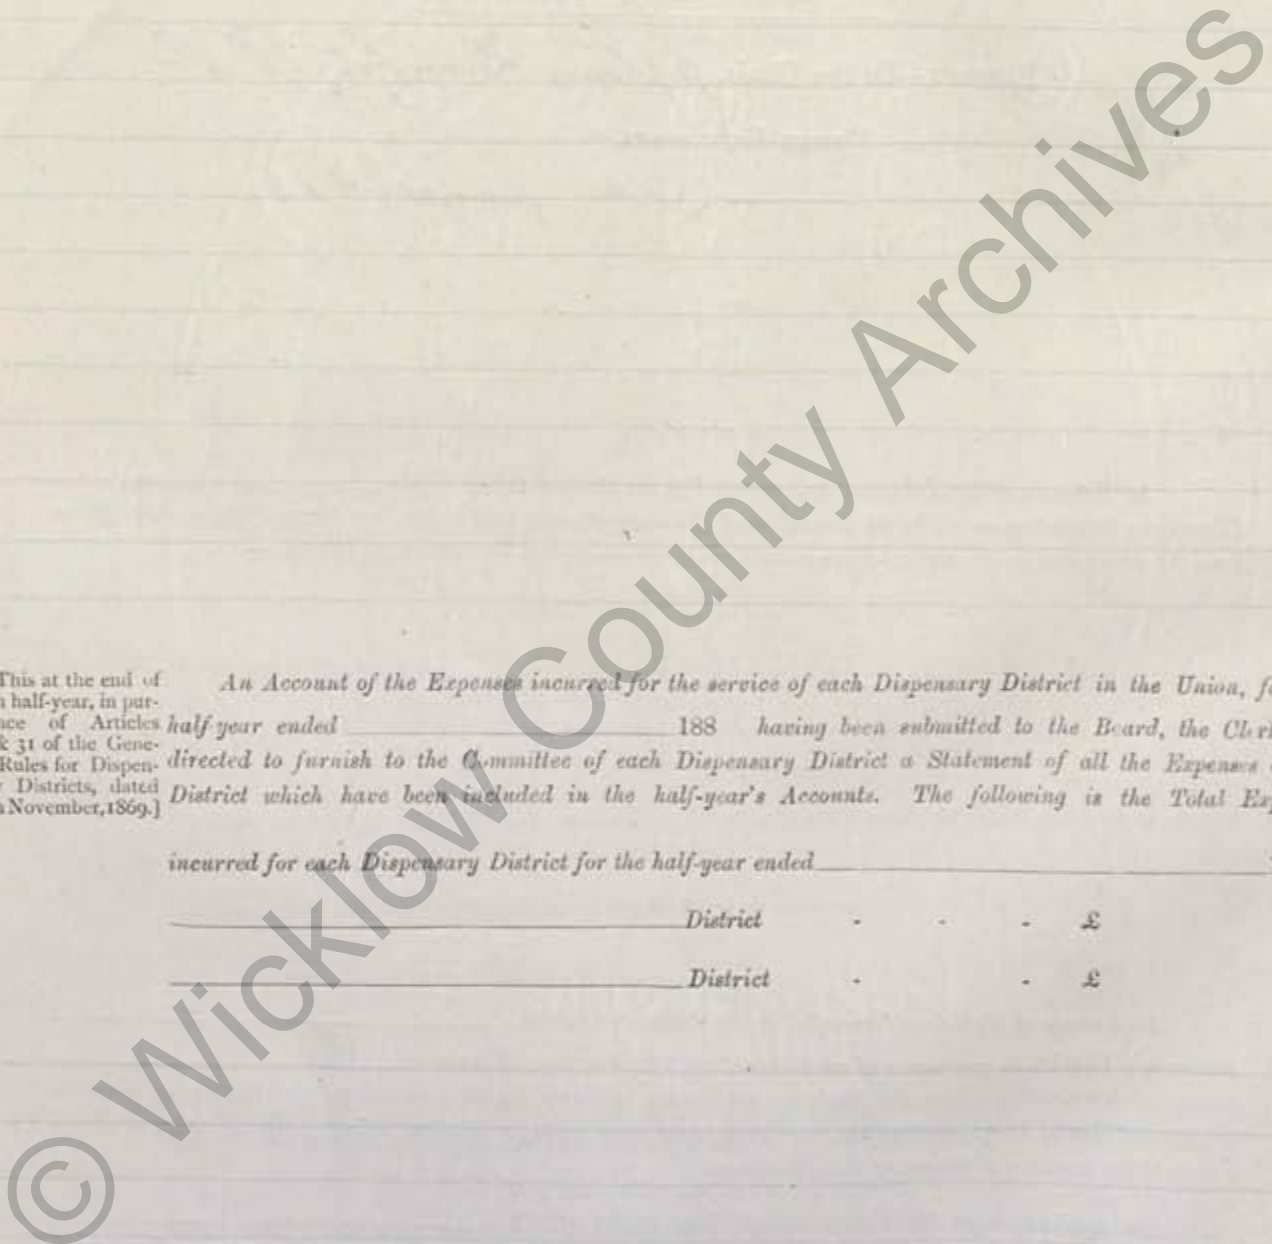 This at the end of
half-year, in pur-
ce of Articles
& 31 of the Gene-
Rules for Dispen-
Districts, dated
November, 1869.]
An Account of the Expenses incurred for the service of each Dispensary District in the Union,
half year ended 188 having been submitted to the Board, the
directed to furnish to the Committee of each Dispensary District a Statement of all the Expenses
District which have been included in the half-year's Accounts. The following is the Total
incurred for each Dispensary District for the half-year ended
District - - - £
District - - £
© Wicklow County Archives